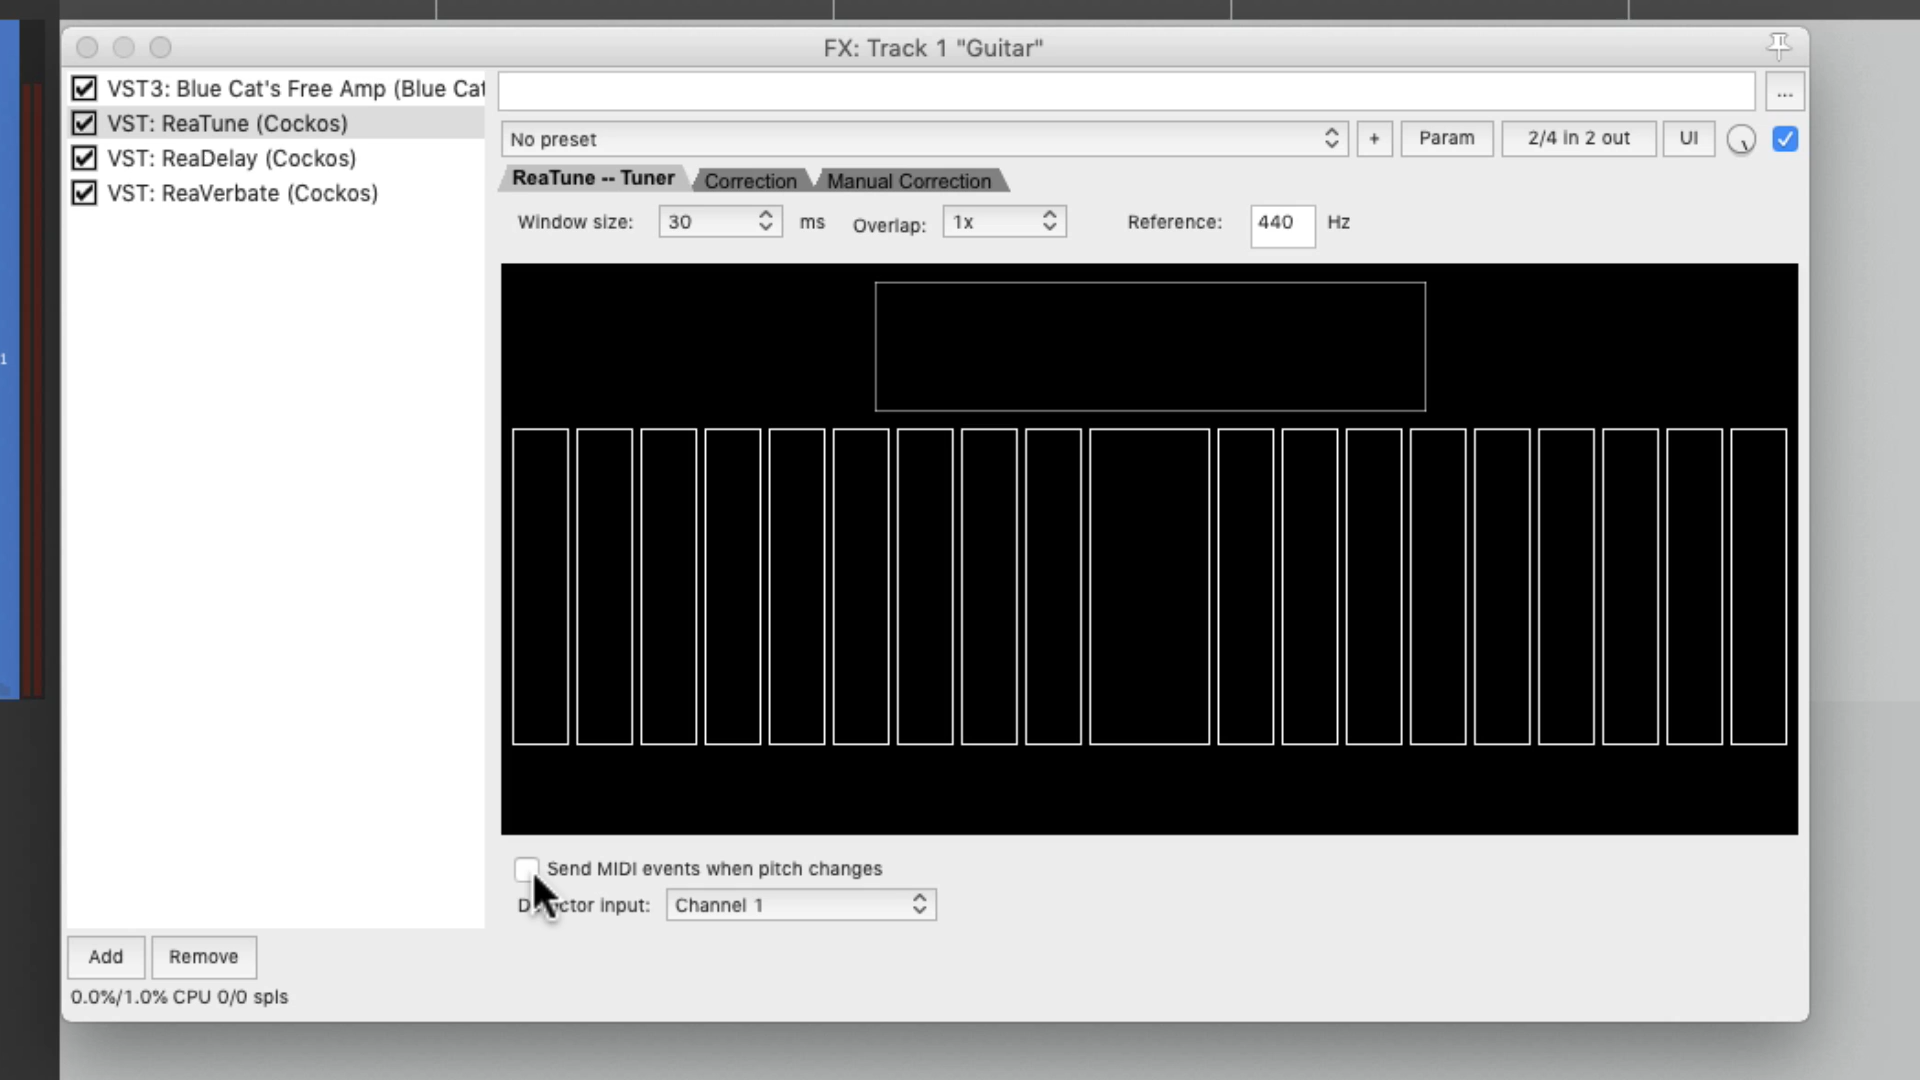 FX: Track 1 "Guitar"
VST3: Blue Cat's Free Amp (Blue Cat
VST: ReaTune (Cockos)
VST: ReaDelay (Cockos)
VST: ReaVerbate (Cockos)
...
No preset
+
Param
2/4 in 2 out
UI
ReaTune -- Tuner
Correction
Manual Correction
Window size: 30 ms Overlap: 1x Reference: 440 Hz
1
Send MIDI events when pitch changes
input: Channel 1
Add
Remove
0.0%/1.0% CPU 0/0 spls